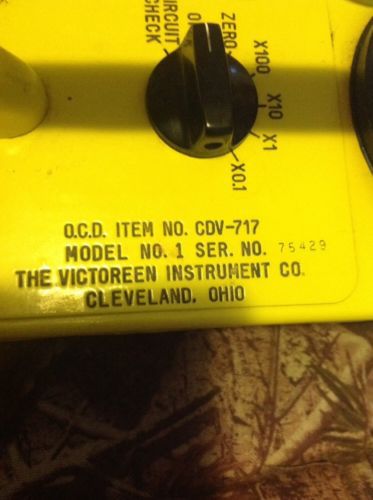 CIRCUIT
CHECK
ZERO
X100
X10
X1
X0.1
O.C.D. ITEM NO. CDV-717
MODEL NO. 1 SER. NO. 75429
THE VICTOREEN INSTRUMENT CO.
CLEVELAND, OHIO